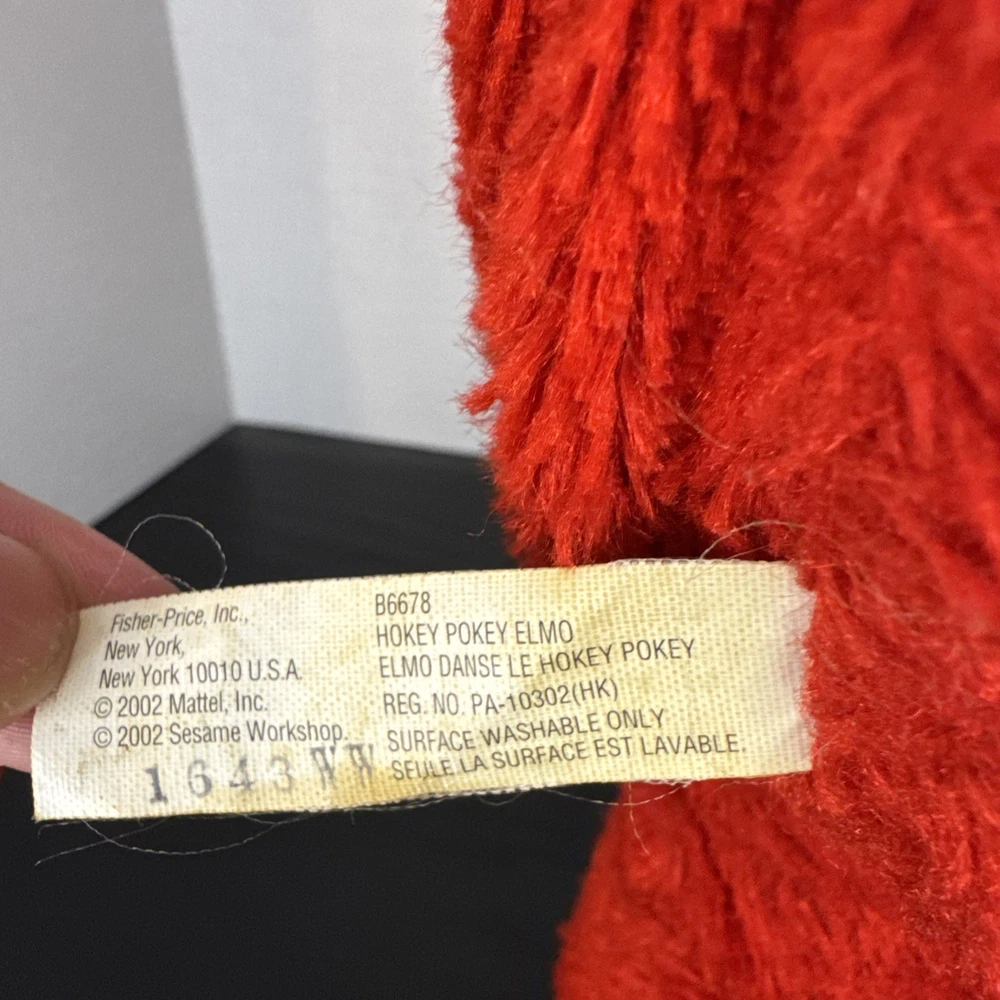 Fisher-Price, Inc.,
New York,
New York 10010 U.S.A.
© 2002 Mattel, Inc.
© 2002 Sesame Workshop.
1643WW
B6678
HOKEY POKEY ELMO
ELMO DANSE LE HOKEY POKEY
REG. NO. PA-10302(HK)
SURFACE WASHABLE ONLY
SEULE LA SURFACE EST LAVABLE.